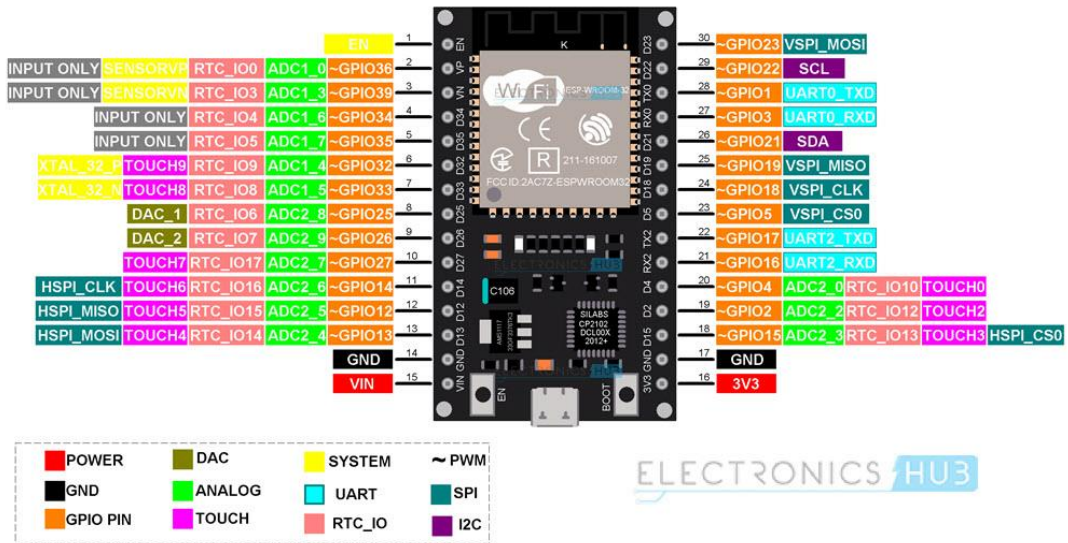 EN 1 EN
INPUT ONLY SENSORVP RTC_IO0 ADC1_0 ~GPIO36 2 VP
INPUT ONLY SENSORVN RTC_IO3 ADC1_3 ~GPIO39 3 VN
INPUT ONLY RTC_IO4 ADC1_6 ~GPIO34 4 D34
INPUT ONLY RTC_IO5 ADC1_7 ~GPIO35 5 D35
XTAL_32_P TOUCH9 RTC_IO9 ADC1_4 ~GPIO32 6 D32
XTAL_32_N TOUCH8 RTC_IO8 ADC1_5 ~GPIO33 7 D33
DAC_1 RTC_IO6 ADC2_8 ~GPIO25 8 D25
DAC_2 RTC_IO7 ADC2_9 ~GPIO26 9 D26
TOUCH7 RTC_IO17 ADC2_7 ~GPIO27 10 D27
HSPI_CLK TOUCH6 RTC_IO16 ADC2_6 ~GPIO14 11 D14
HSPI_MISO TOUCH5 RTC_IO15 ADC2_5 ~GPIO12 12 D12
HSPI_MOSI TOUCH4 RTC_IO14 ADC2_4 ~GPIO13 13 D13
GND 14 GND
VIN 15 VIN
K
Wi Fi ESP-WROOM-32
CE
R 211-161007
FCC ID:2AC7Z-ESPWROOM32
ELECTRONICS HUB
C106
AMS1117
SILABS
CP2102
DCL00X
2012+
EN
BOOT
D23 30 ~GPIO23 VSPI_MOSI
D22 29 ~GPIO22 SCL
TX0 28 ~GPIO1 UART0_TXD
RX0 27 ~GPIO3 UART0_RXD
D21 26 ~GPIO21 SDA
D19 25 ~GPIO19 VSPI_MISO
D18 24 ~GPIO18 VSPI_CLK
D5 23 ~GPIO5 VSPI_CS0
TX2 22 ~GPIO17 UART2_TXD
RX2 21 ~GPIO16 UART2_RXD
D4 20 ~GPIO4 ADC2_0 RTC_IO10 TOUCH0
D2 19 ~GPIO2 ADC2_2 RTC_IO12 TOUCH2
D15 18 ~GPIO15 ADC2_3 RTC_IO13 TOUCH3 HSPI_CS0
GND 17 GND
3V3 16 3V3
POWER DAC SYSTEM ~ PWM
GND ANALOG UART SPI
GPIO PIN TOUCH RTC_IO I2C
ELECTRONICS HUB